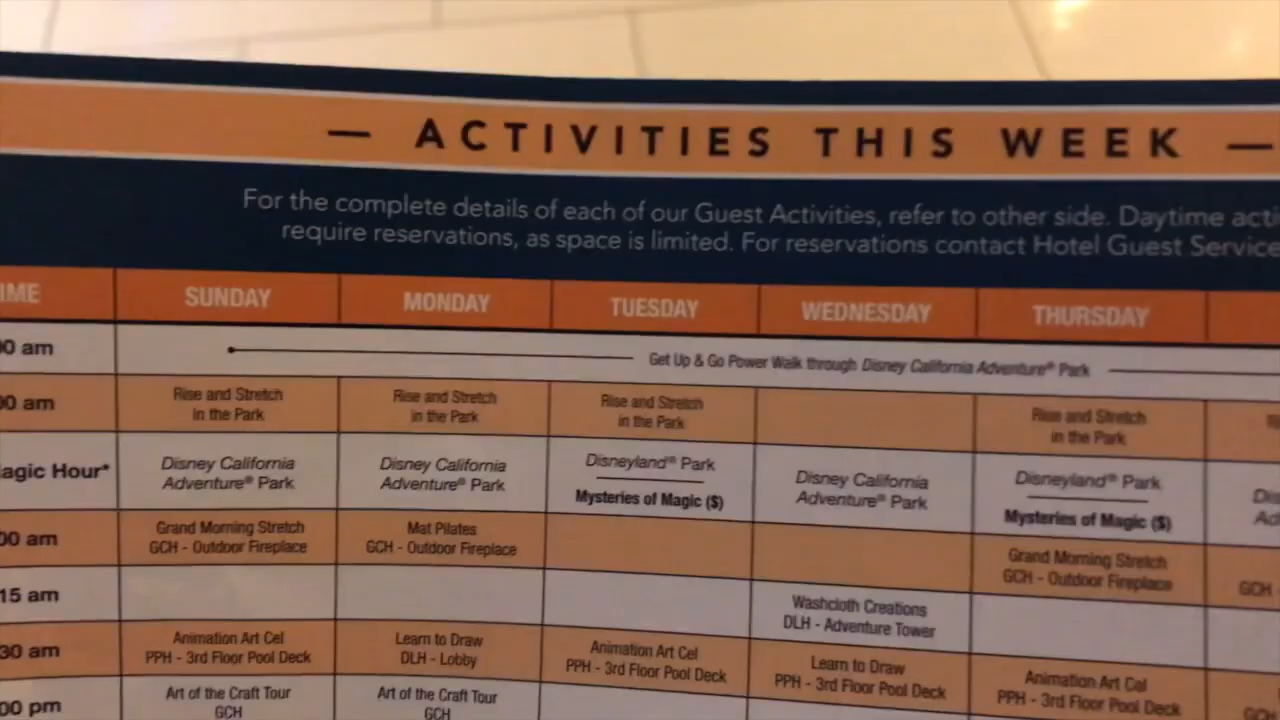 — ACTIVITIES THIS WEEK —
For the complete details of each of our Guest Activities, refer to other side. Daytime
require reservations, as space is limited. For reservations contact Hotel Guest
SUNDAY MONDAY TUESDAY WEDNESDAY THURSDAY
am
Get Up & Go Power Walk through Disney California Adventure® Park
am
Rise and Stretch
in the Park
Rise and Stretch
in the Park
Rise and Stretch
in the Park
Rise and Stretch
in the Park
Hour*
Disney California
Adventure® Park
Disney California
Adventure® Park
Disneyland® Park
Mysteries of Magic ($)
Disney California
Adventure® Park
Disneyland® Park
Mysteries of Magic ($)
am
Grand Morning Stretch
GCH - Outdoor Fireplace
Mat Pilates
GCH - Outdoor Fireplace
Grand Morning Stretch
GCH - Outdoor Fireplace
GCH
15 am
Washcloth Creations
DLH - Adventure Tower
30 am
Animation Art Cel
PPH - 3rd Floor Pool Deck
Learn to Draw
DLH - Lobby
Animation Art Cel
PPH - 3rd Floor Pool Deck
Learn to Draw
PPH - 3rd Floor Pool Deck
Animation Art Cel
PPH - 3rd Floor Pool Deck
GCH
pm
Art of the Craft Tour
GCH
Art of the Craft Tour
GCH